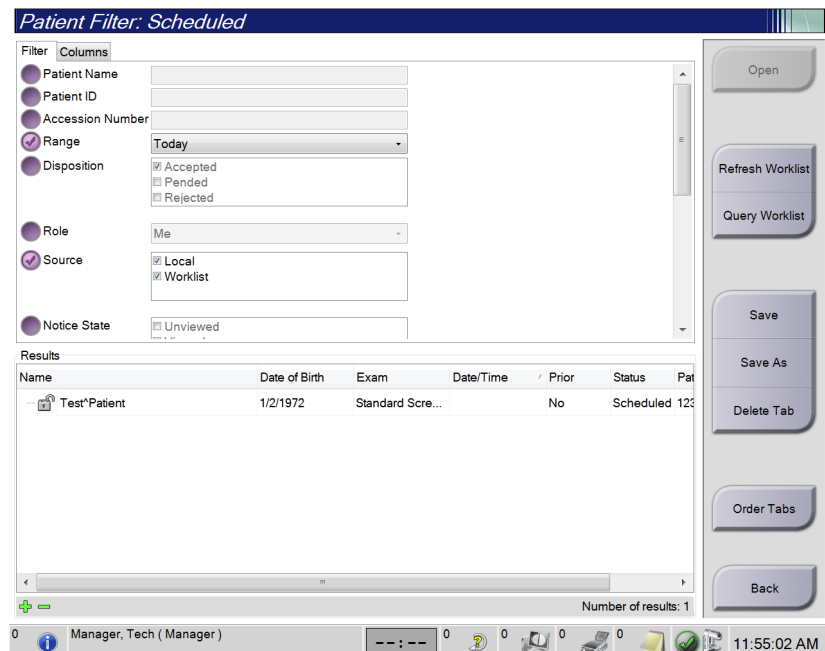 Patient Filter: Scheduled
Filter Columns
Patient Name
Patient ID
Accession Number
Range Today
Disposition Accepted
Pended
Rejected
Role Me
Source Local
Worklist
Notice State Unviewed
Open
Refresh Worklist
Query Worklist
Save
Save As
Delete Tab
Order Tabs
Back
Results
Name Date of Birth Exam Date/Time Prior Status Pat
Test^Patient 1/2/1972 Standard Scre... No Scheduled 123
Number of results: 1
0 Manager, Tech ( Manager ) --:-- 0 0 0 0 11:55:02 AM